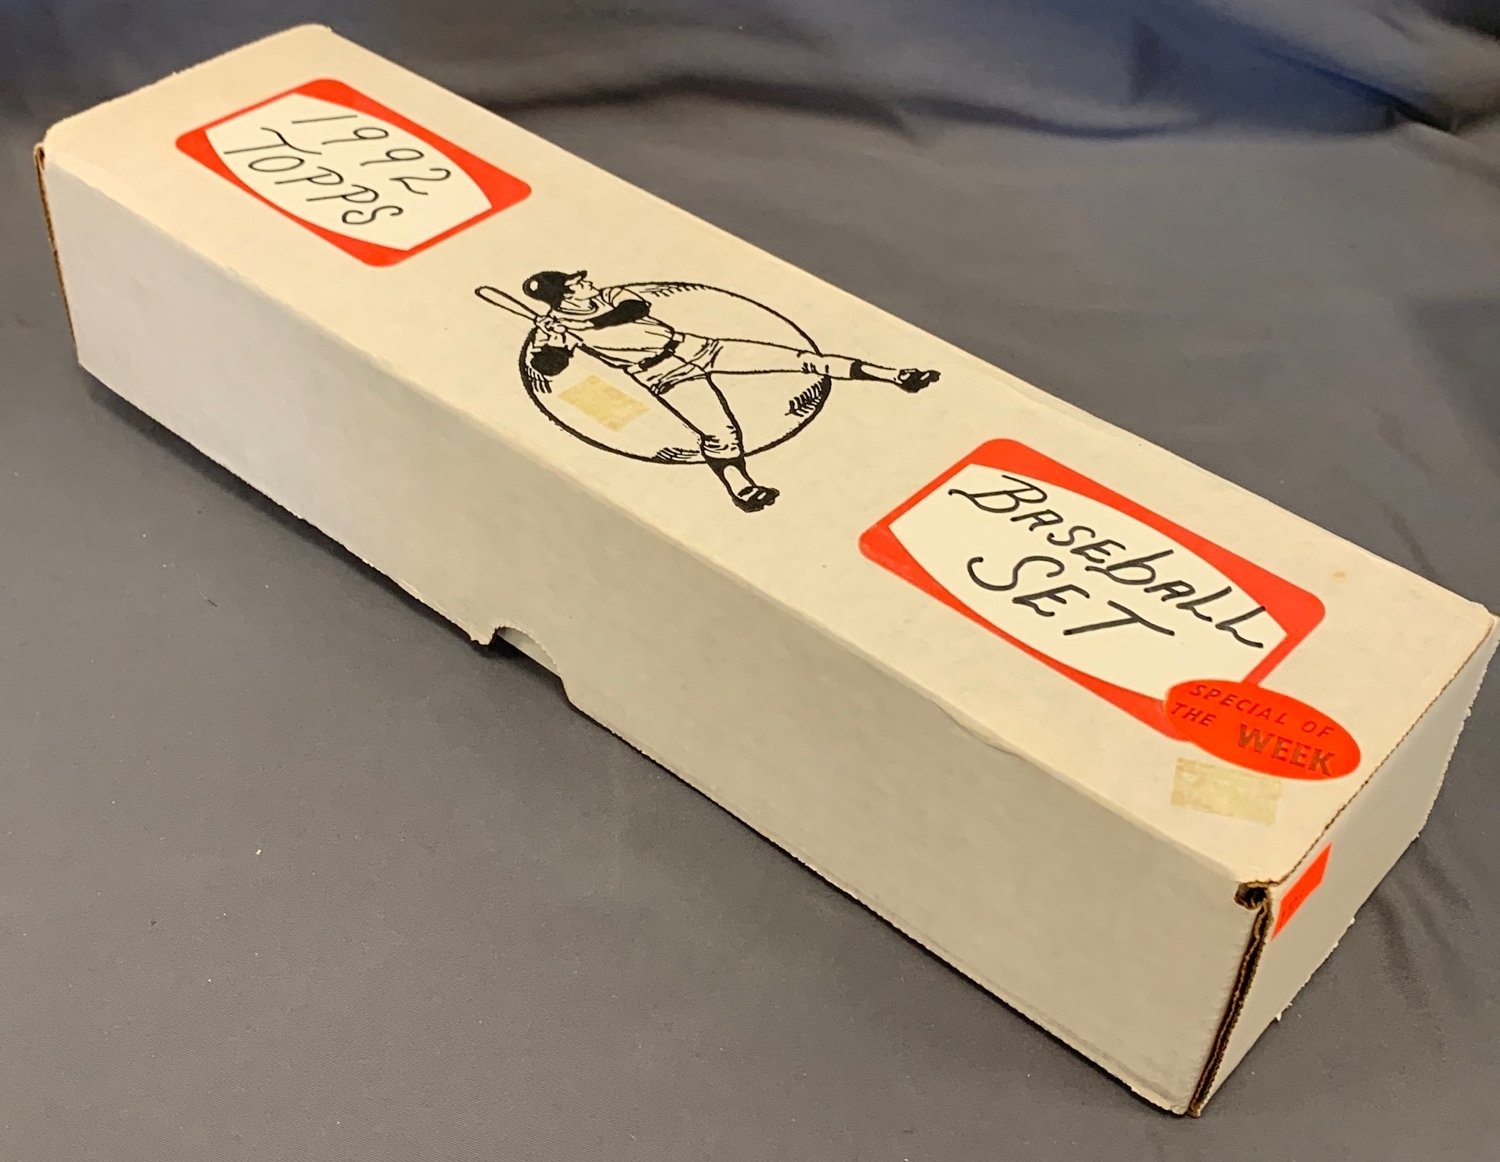 1992
TOPPS
BASEbALL
SET
SPECIAL OF
THE WEEK